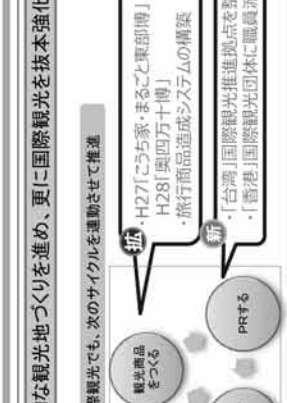 な観光地づくりを進め、更に国際観光を抜本強化
際観光でも、次のサイクルを連動させて推進
観光商品
をつくる
拡
・H27「こうち家・まるごと東部博」
H28「奥四万十博」
・旅行商品造成システムの構築
PRする
新
・「台湾」国際観光推進拠点を整
・「香港」国際観光団体に職員派